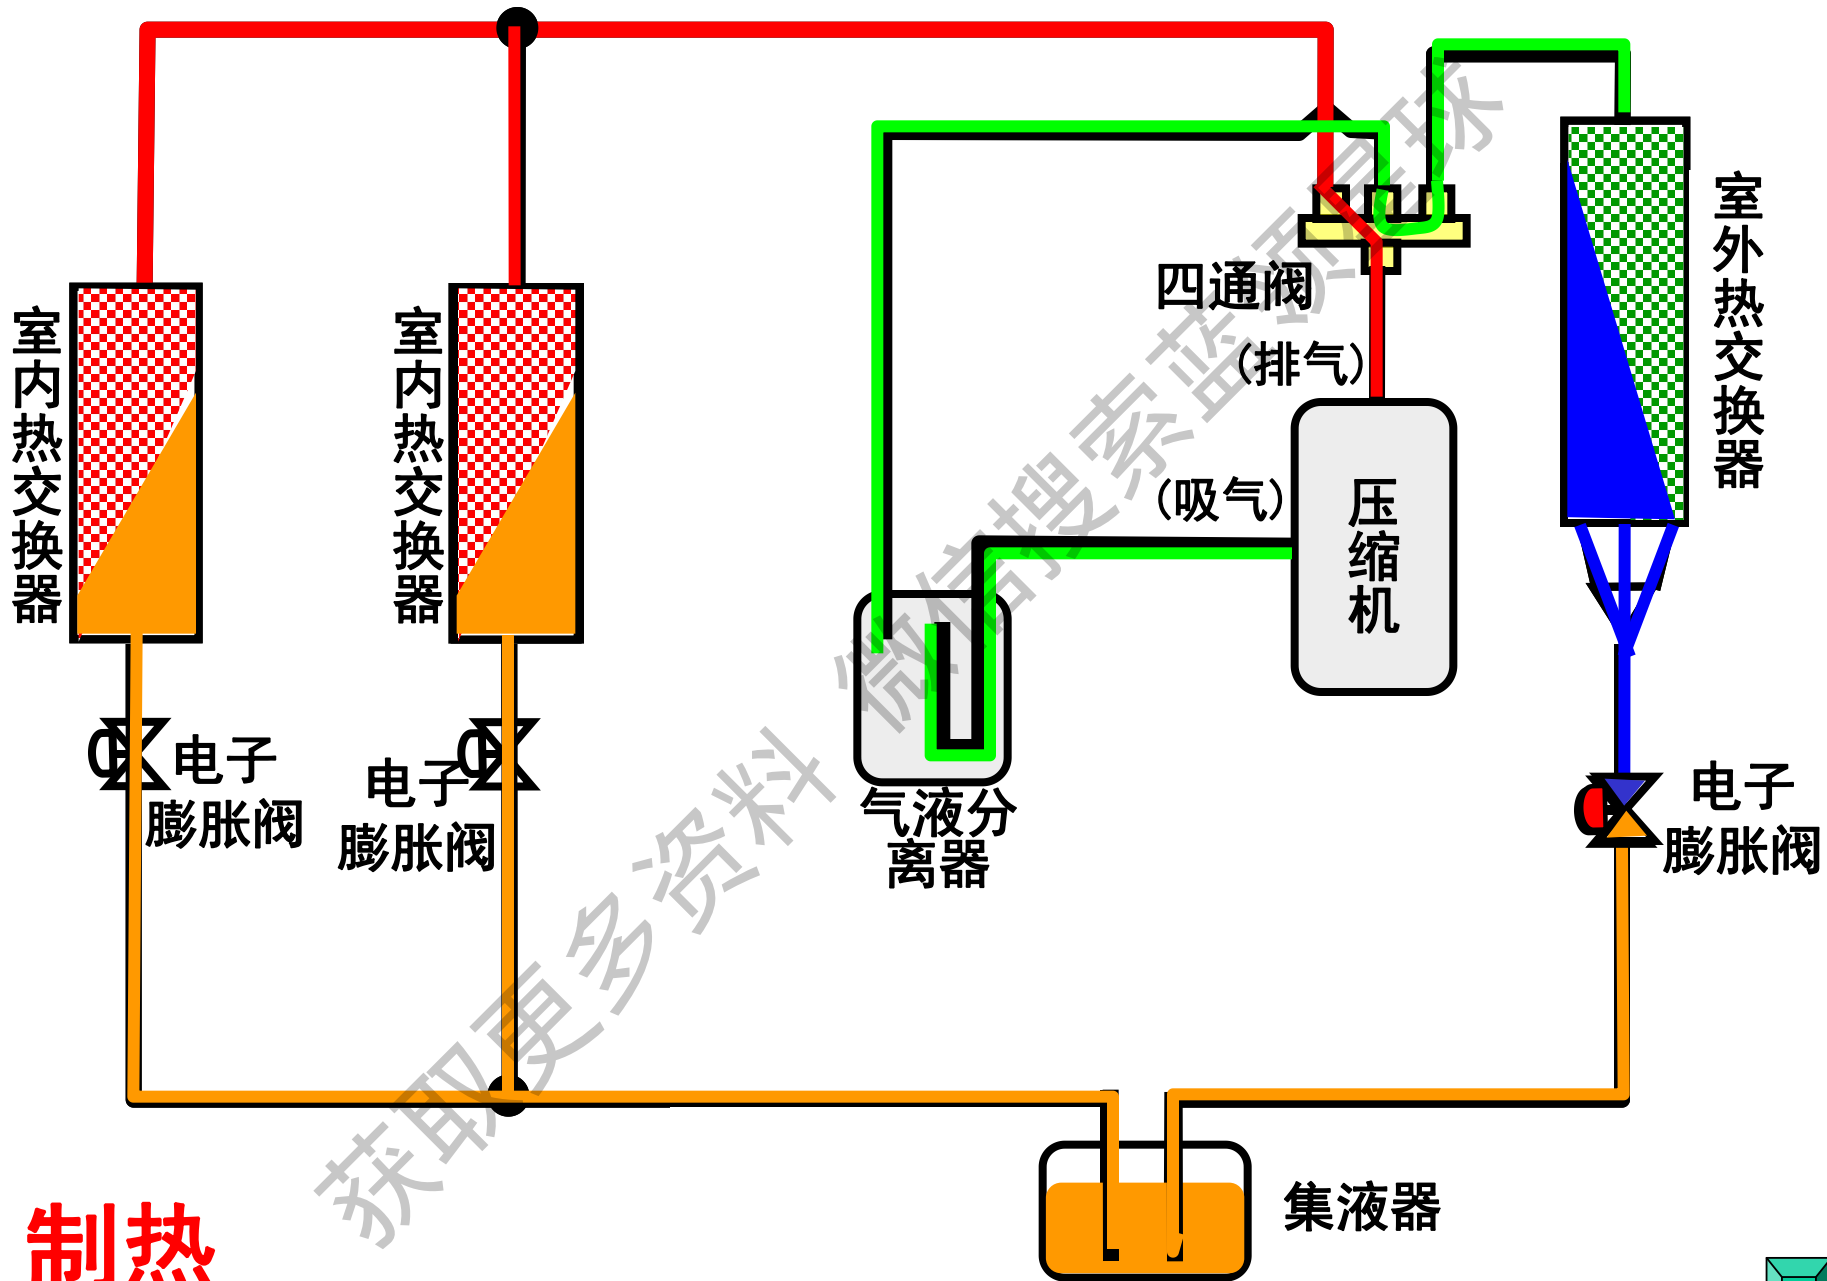 四通阀
(排气)
(吸气)
压缩机
室内热交换器
室内热交换器
室外热交换器
电子
膨胀阀
电子
膨胀阀
气液分
离器
电子
膨胀阀
集液器
制热
获取更多资料 微信搜索蓝领星球